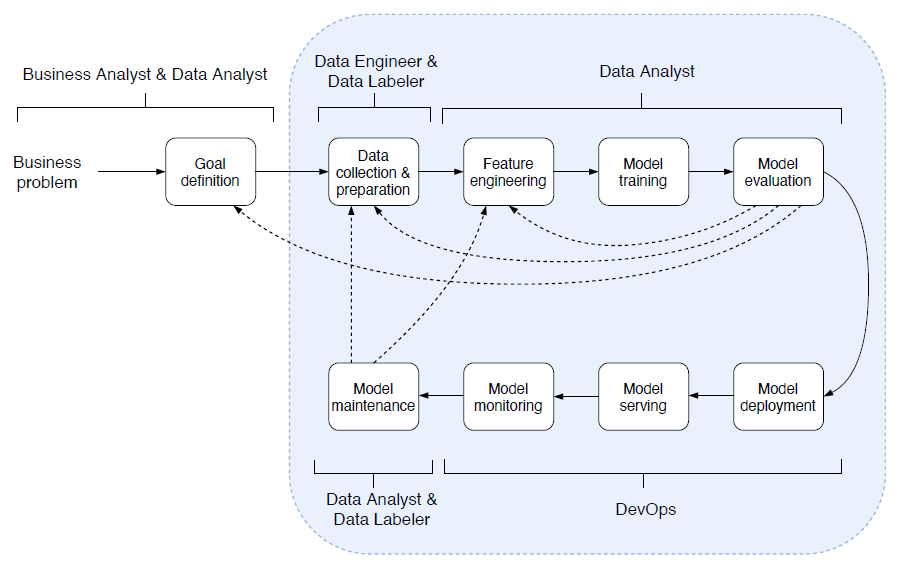 Business Analyst & Data Analyst
Data Engineer &
Data Labeler
Data Analyst
Business
problem
Goal
definition
Data
collection &
preparation
Feature
engineering
Model
training
Model
evaluation
Model
maintenance
Model
monitoring
Model
serving
Model
deployment
Data Analyst &
Data Labeler
DevOps